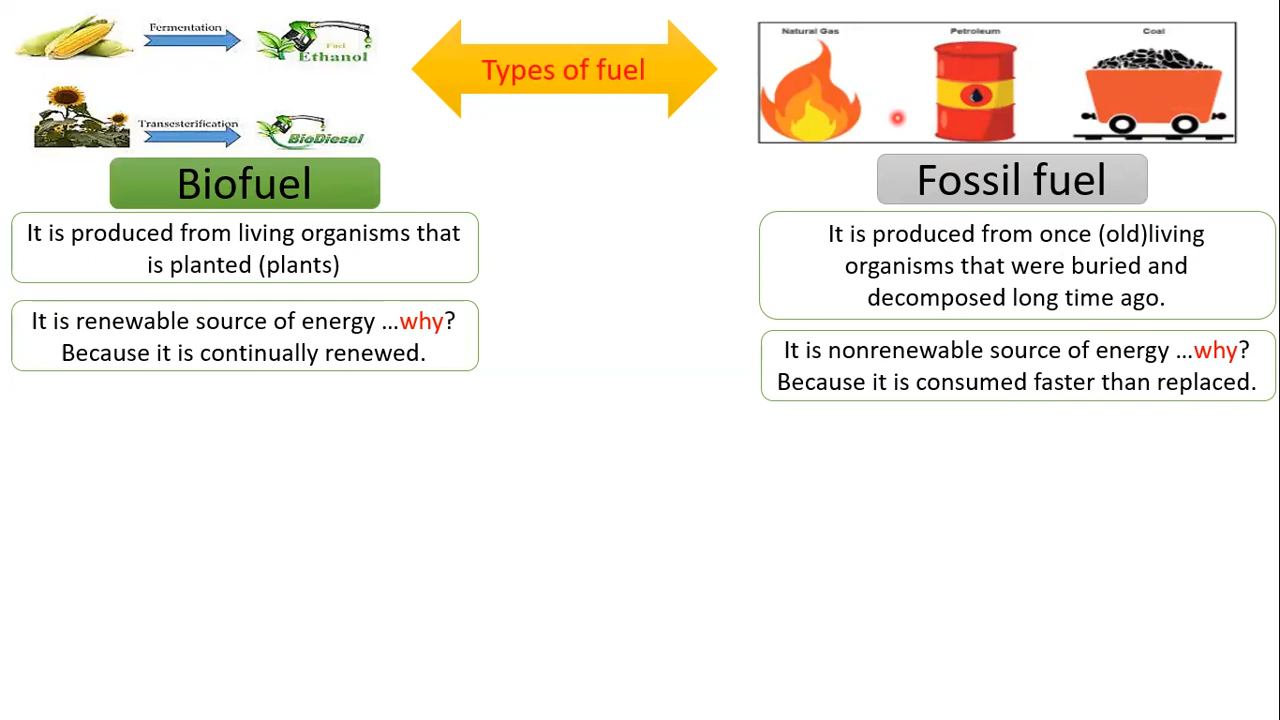 Fermentation
Fuel
Ethanol
Transesterification
BioDiesel
Types of fuel
Natural Gas
Petroleum
Coal
Biofuel
It is produced from living organisms that
is planted (plants)
It is renewable source of energy ...why?
Because it is continually renewed.
Fossil fuel
It is produced from once (old)living
organisms that were buried and
decomposed long time ago.
It is nonrenewable source of energy ...why?
Because it is consumed faster than replaced.